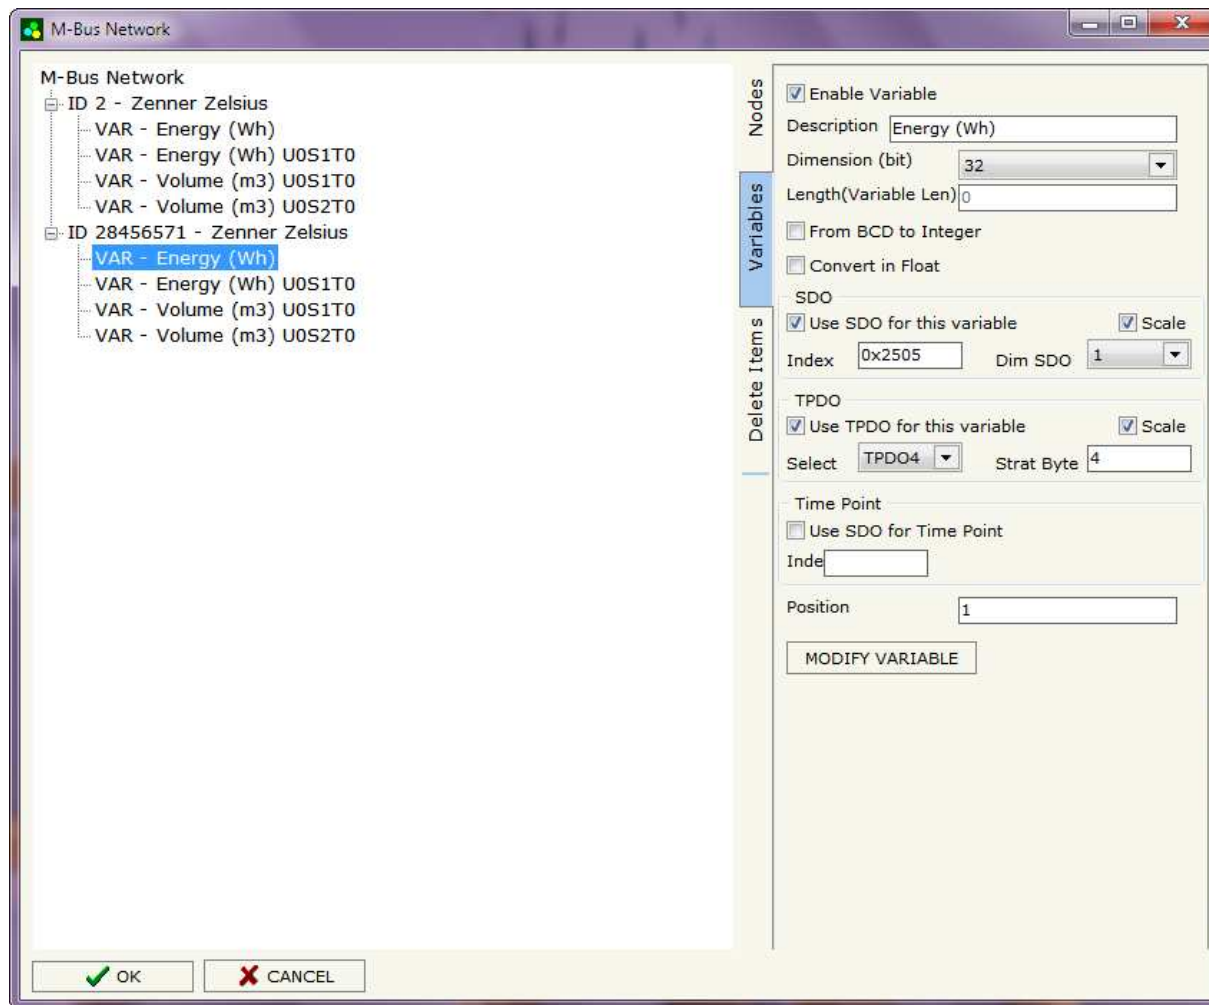 M-Bus Network
M-Bus Network
ID 2 - Zenner Zelsius
VAR - Energy (Wh)
VAR - Energy (Wh) U0S1T0
VAR - Volume (m3) U0S1T0
VAR - Volume (m3) U0S2T0
ID 28456571 - Zenner Zelsius
VAR - Energy (Wh)
VAR - Energy (Wh) U0S1T0
VAR - Volume (m3) U0S1T0
VAR - Volume (m3) U0S2T0
Nodes
Variables
Delete Items
Enable Variable
Description Energy (Wh)
Dimension (bit) 32
Length(Variable Len) 0
From BCD to Integer
Convert in Float
SDO
Use SDO for this variable Scale
Index 0x2505 Dim SDO 1
TPDO
Use TPDO for this variable Scale
Select TPDO4 Strat Byte 4
Time Point
Use SDO for Time Point
Inde
Position 1
MODIFY VARIABLE
OK CANCEL